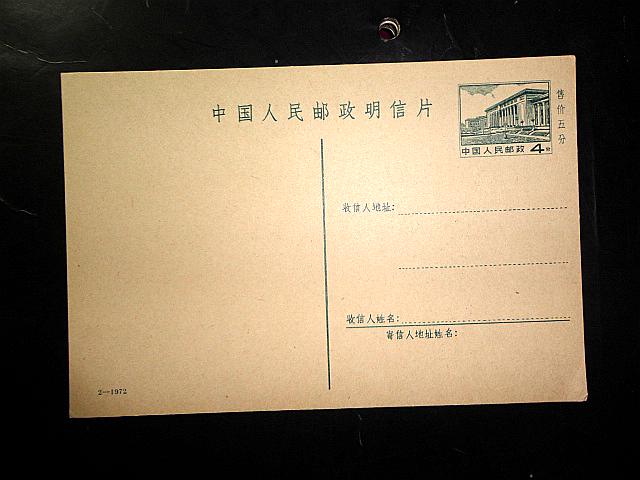 中国人民邮政明信片
中国人民邮政 4分
售价五分
收信人地址:
收信人姓名:
寄信人地址姓名:
2—1972